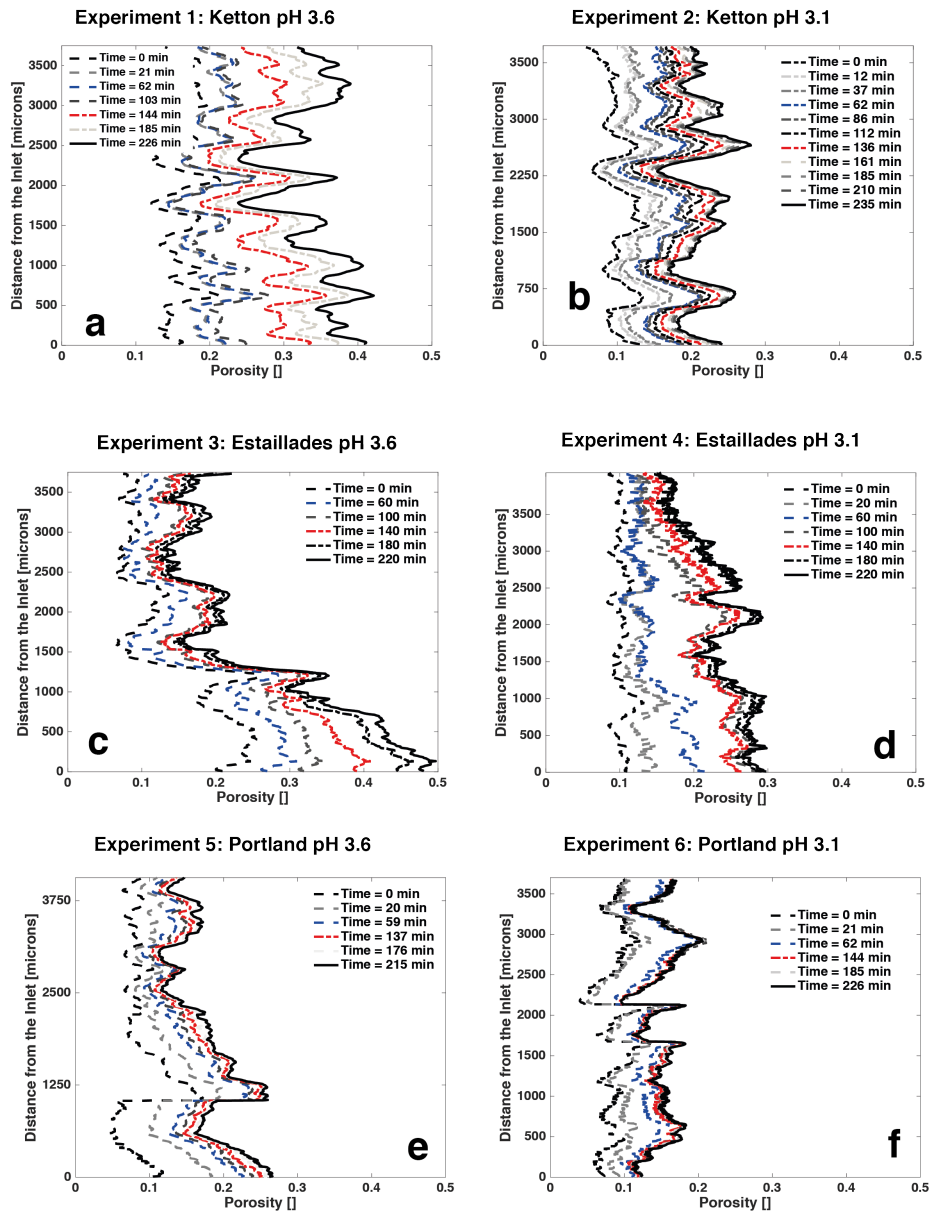 Experiment 1: Ketton pH 3.6
Distance from the Inlet [microns]
3500
3000
2500
2000
1500
1000
500
0
Time = 0 min
Time = 21 min
Time = 62 min
Time = 103 min
Time = 144 min
Time = 185 min
Time = 226 min
a
0 0.1 0.2 0.3 0.4 0.5
Porosity []
Experiment 2: Ketton pH 3.1
Distance from the Inlet [microns]
3750
3000
2250
1500
750
0
Time = 0 min
Time = 12 min
Time = 37 min
Time = 62 min
Time = 86 min
Time = 112 min
Time = 136 min
Time = 161 min
Time = 185 min
Time = 210 min
Time = 235 min
b
0 0.1 0.2 0.3 0.4 0.5
Porosity []
Experiment 3: Estaillades pH 3.6
Distance from the Inlet [microns]
3500
3000
2500
2000
1500
1000
500
0
Time = 0 min
Time = 60 min
Time = 100 min
Time = 140 min
Time = 180 min
Time = 220 min
c
0 0.1 0.2 0.3 0.4 0.5
Porosity []
Experiment 4: Estaillades pH 3.1
Distance from the Inlet [microns]
3500
3000
2500
2000
1500
1000
500
0
Time = 0 min
Time = 20 min
Time = 60 min
Time = 100 min
Time = 140 min
Time = 180 min
Time = 220 min
d
0 0.1 0.2 0.3 0.4 0.5
Porosity []
Experiment 5: Portland pH 3.6
Distance from the Inlet [microns]
3750
2500
1250
0
Time = 0 min
Time = 20 min
Time = 59 min
Time = 137 min
Time = 176 min
Time = 215 min
e
0 0.1 0.2 0.3 0.4 0.5
Porosity []
Experiment 6: Portland pH 3.1
Distance from the Inlet [microns]
3500
3000
2500
2000
1500
1000
500
0
Time = 0 min
Time = 21 min
Time = 62 min
Time = 144 min
Time = 185 min
Time = 226 min
f
0 0.1 0.2 0.3 0.4 0.5
Porosity []